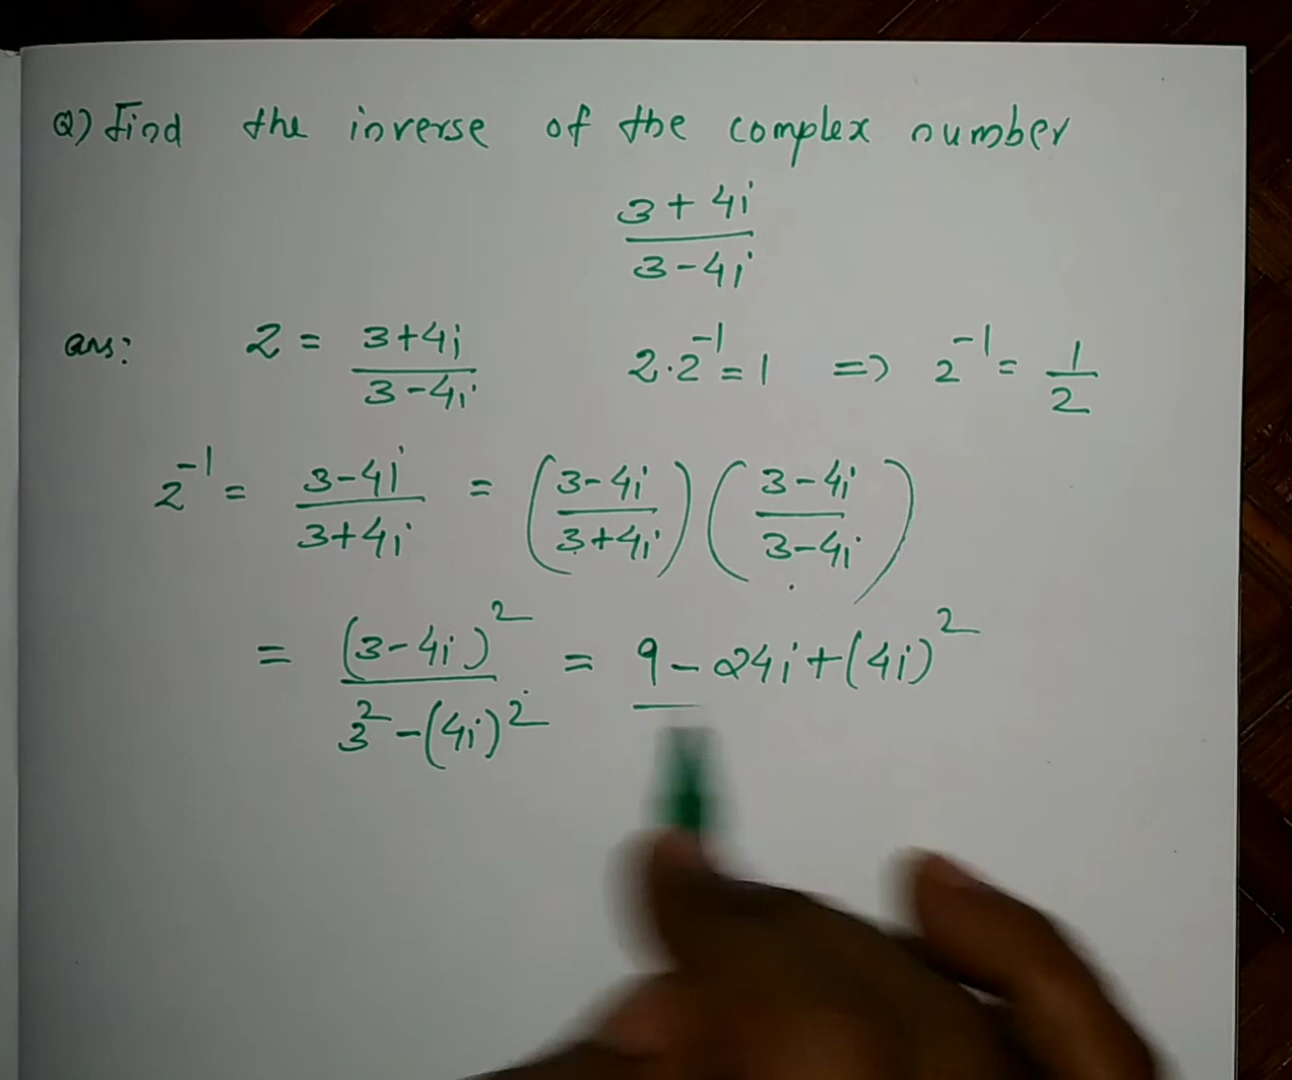 Q) Find the inverse of the complex number
3 + 4i / 3 - 4i
ans: z = 3+4i / 3-4i z.z⁻¹ = 1 => z⁻¹ = 1 / z
z⁻¹ = 3-4i / 3+4i = (3-4i / 3+4i) (3-4i / 3-4i)
= (3-4i)² / 3² - (4i)² = 9 - 24i + (4i)²